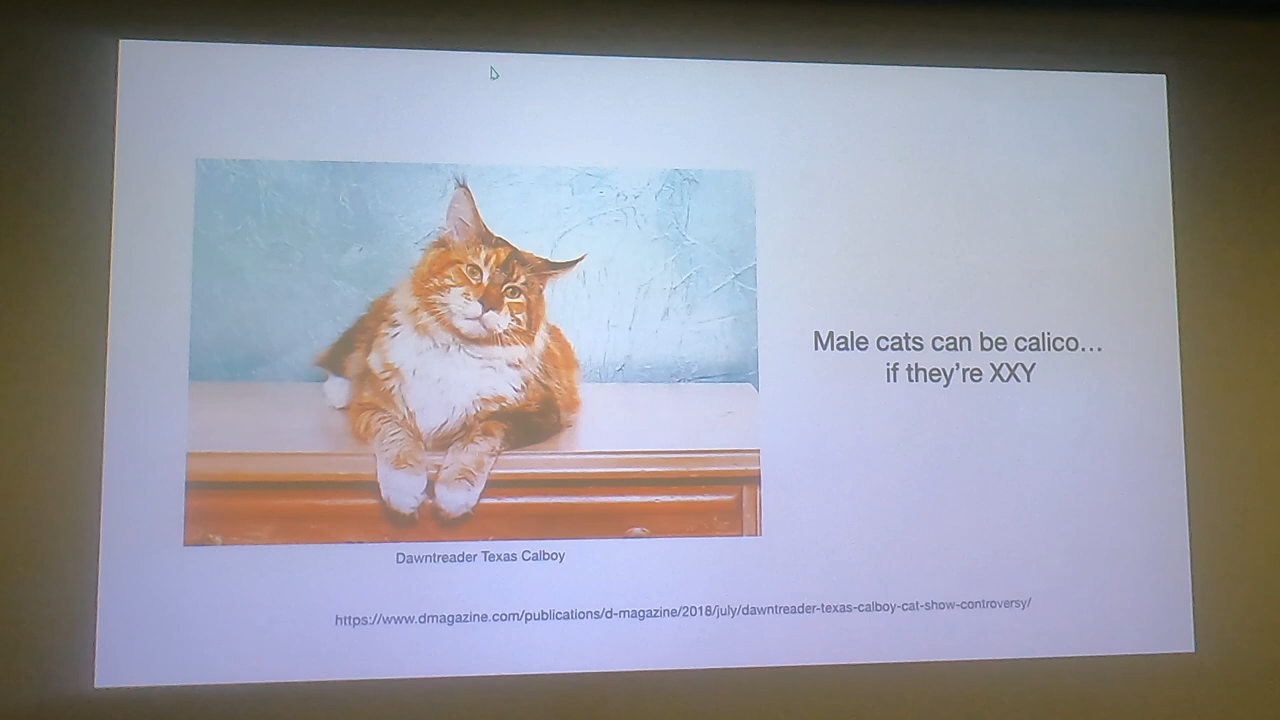 Male cats can be calico…
if they're XXY
Dawntreader Texas Calboy
https://www.dmagazine.com/publications/d-magazine/2018/july/dawntreader-texas-calboy-cat-show-controversy/